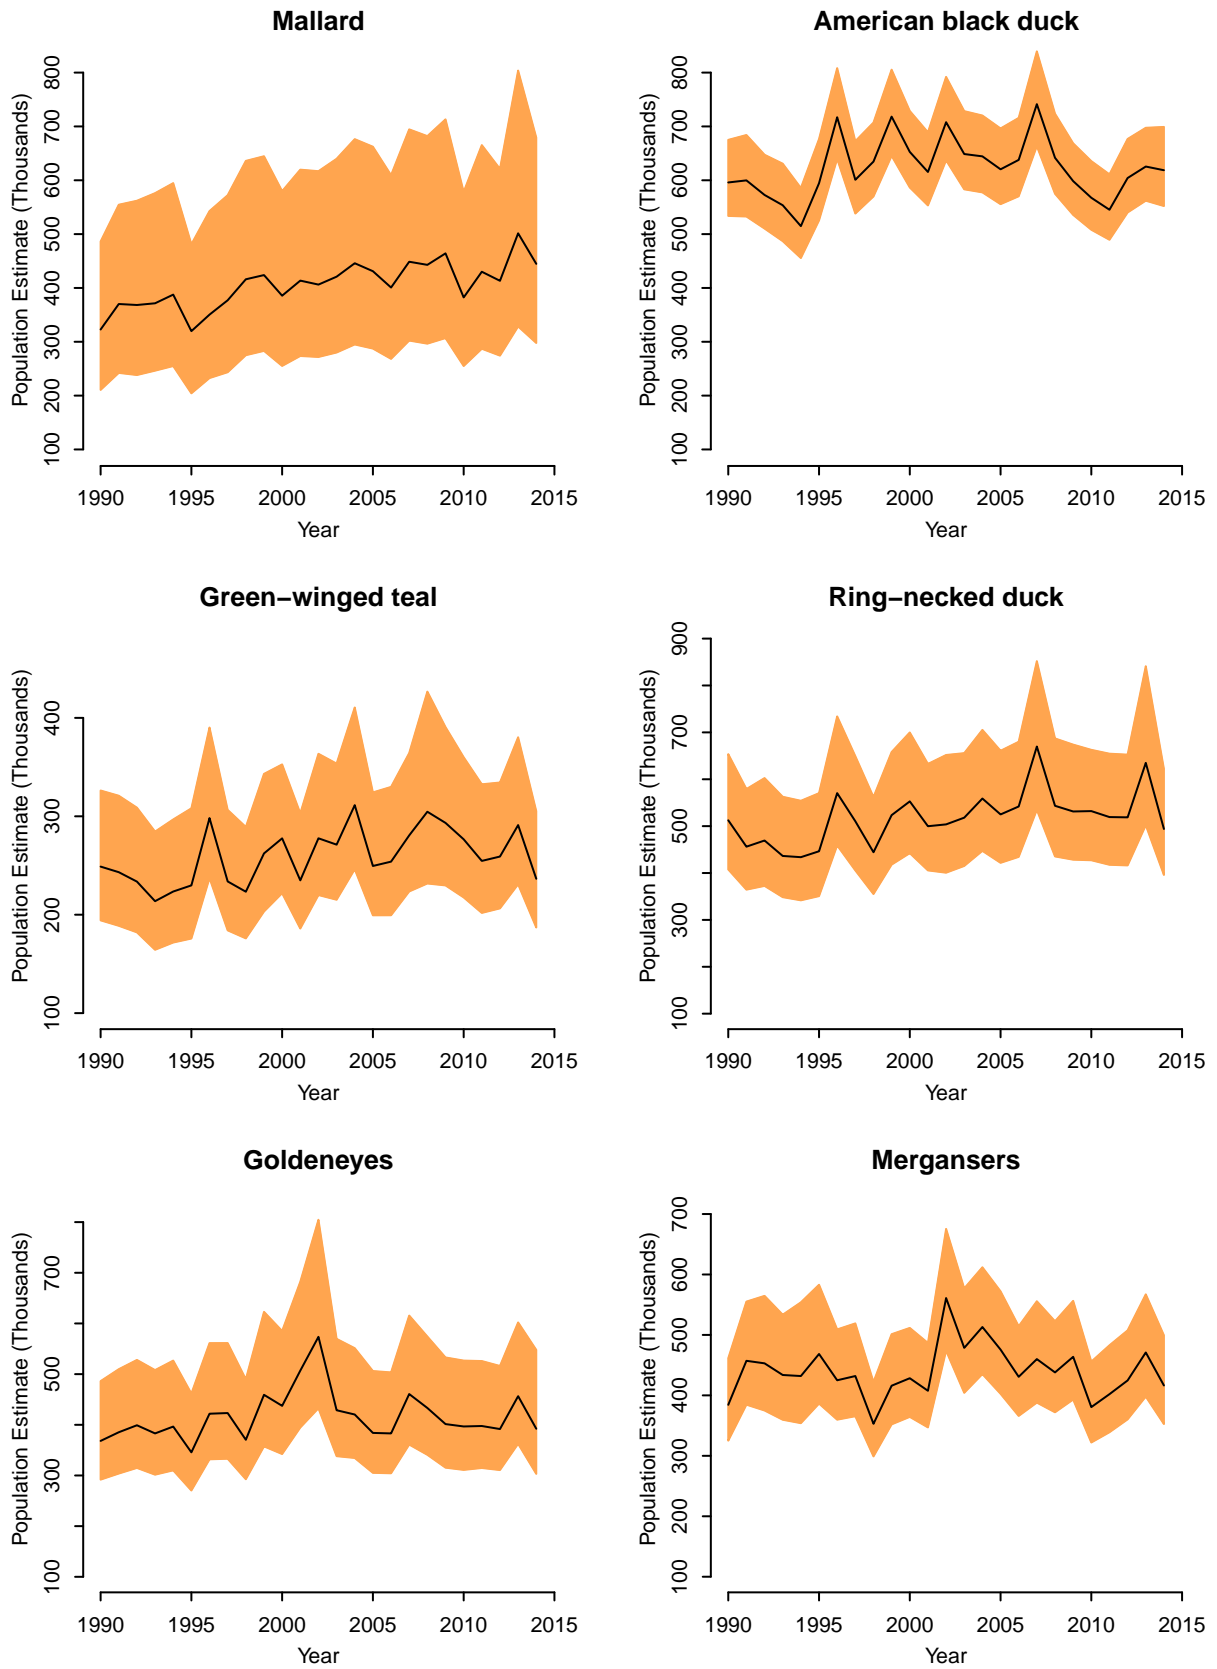 Mallard
Population Estimate (Thousands)
100 200 300 400 500 600 700 800
1990 1995 2000 2005 2010 2015
Year
American black duck
Population Estimate (Thousands)
100 200 300 400 500 600 700 800
1990 1995 2000 2005 2010 2015
Year
Green−winged teal
Population Estimate (Thousands)
100 200 300 400
1990 1995 2000 2005 2010 2015
Year
Ring−necked duck
Population Estimate (Thousands)
100 300 500 700 900
1990 1995 2000 2005 2010 2015
Year
Goldeneyes
Population Estimate (Thousands)
100 300 500 700
1990 1995 2000 2005 2010 2015
Year
Mergansers
Population Estimate (Thousands)
100 200 300 400 500 600 700
1990 1995 2000 2005 2010 2015
Year